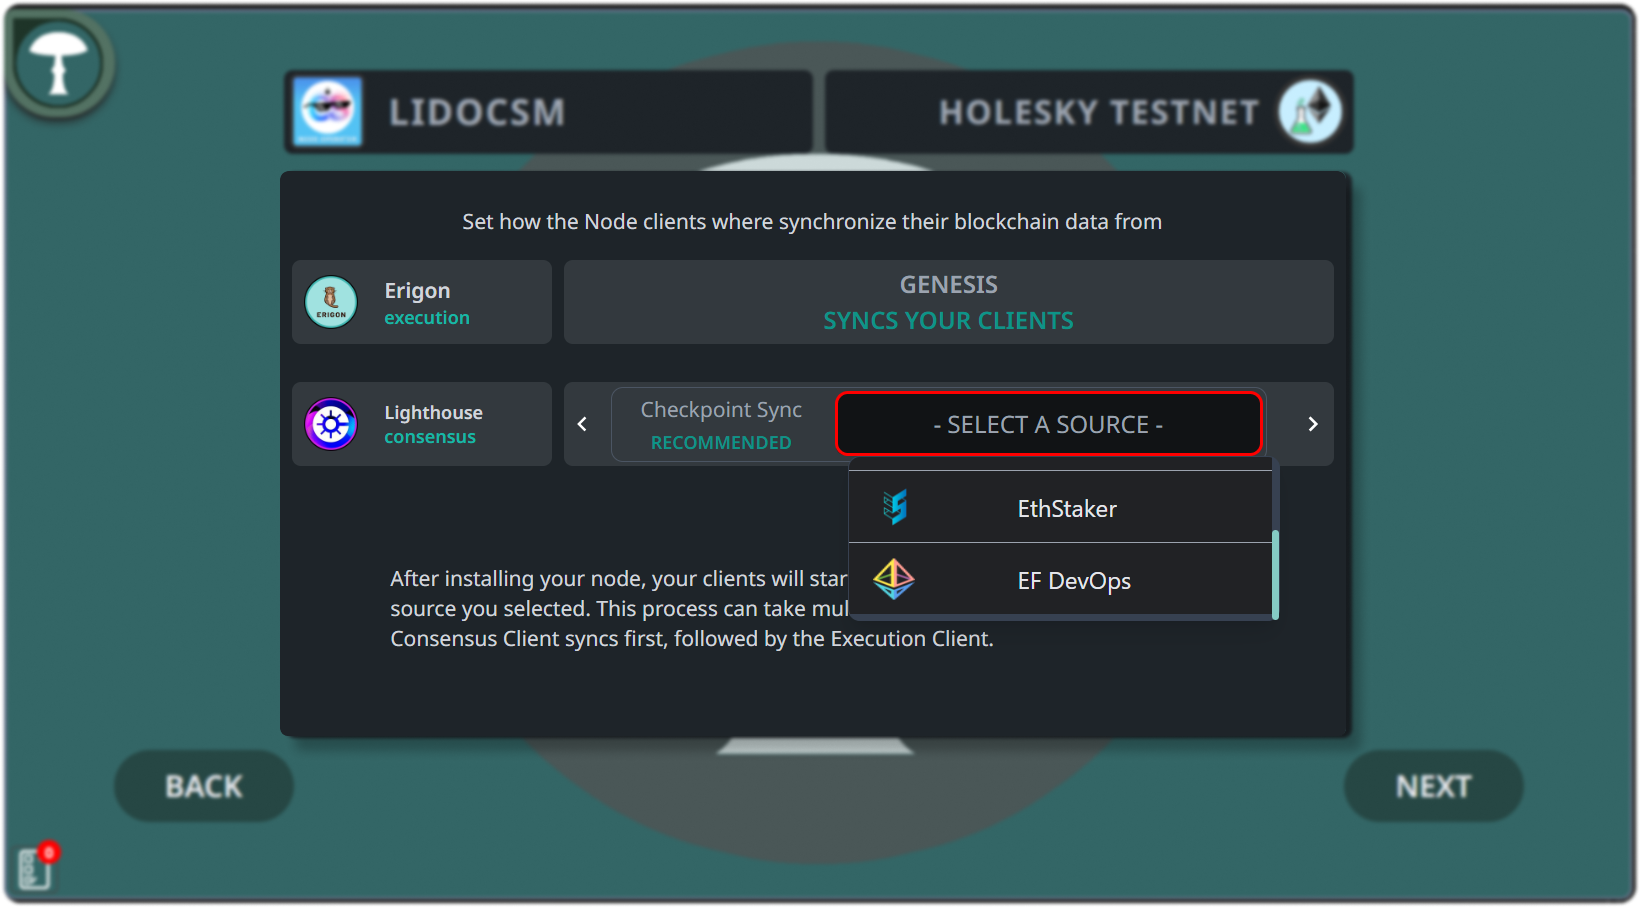 LIDOCSM
HOLESKY TESTNET
Set how the Node clients where synchronize their blockchain data from
ERIGON
Erigon
execution
GENESIS
SYNCS YOUR CLIENTS
Lighthouse
consensus
Checkpoint Sync
RECOMMENDED
- SELECT A SOURCE -
EthStaker
EF DevOps
After installing your node, your clients will star
source you selected. This process can take mul
Consensus Client syncs first, followed by the Execution Client.
BACK
NEXT
0